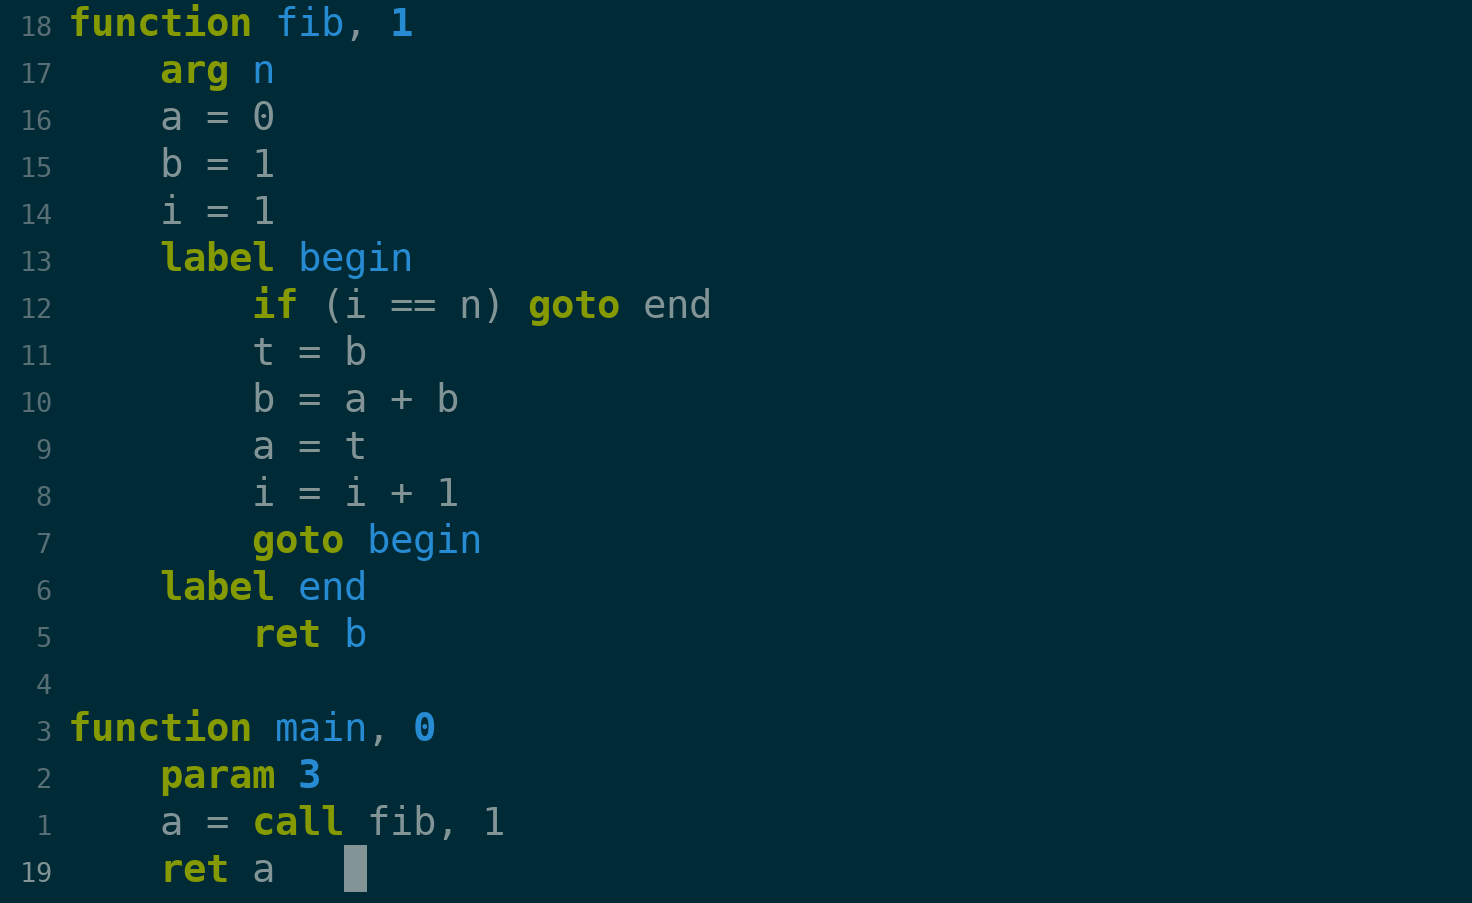 18 function fib, 1
17     arg n
16     a = 0
15     b = 1
14     i = 1
13     label begin
12         if (i == n) goto end
11         t = b
10         b = a + b
 9         a = t
 8         i = i + 1
 7         goto begin
 6     label end
 5         ret b
 4
 3 function main, 0
 2     param 3
 1     a = call fib, 1
19     ret a